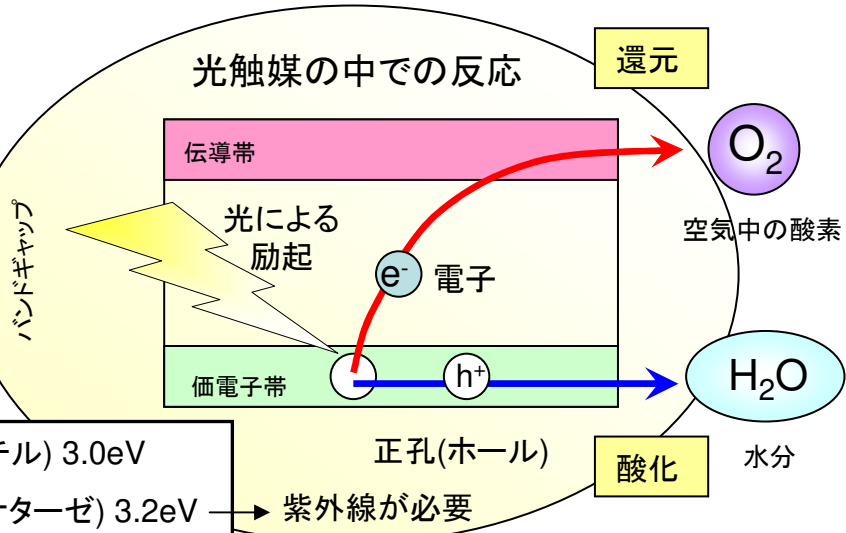 光触媒の中での反応
還元
伝導帯
O₂
空気中の酸素
バンドギャップ
光による
励起
e⁻
電子
価電子帯
h⁺
H₂O
正孔(ホール)
酸化
水分
チル) 3.0eV
ナターゼ) 3.2eV
紫外線が必要